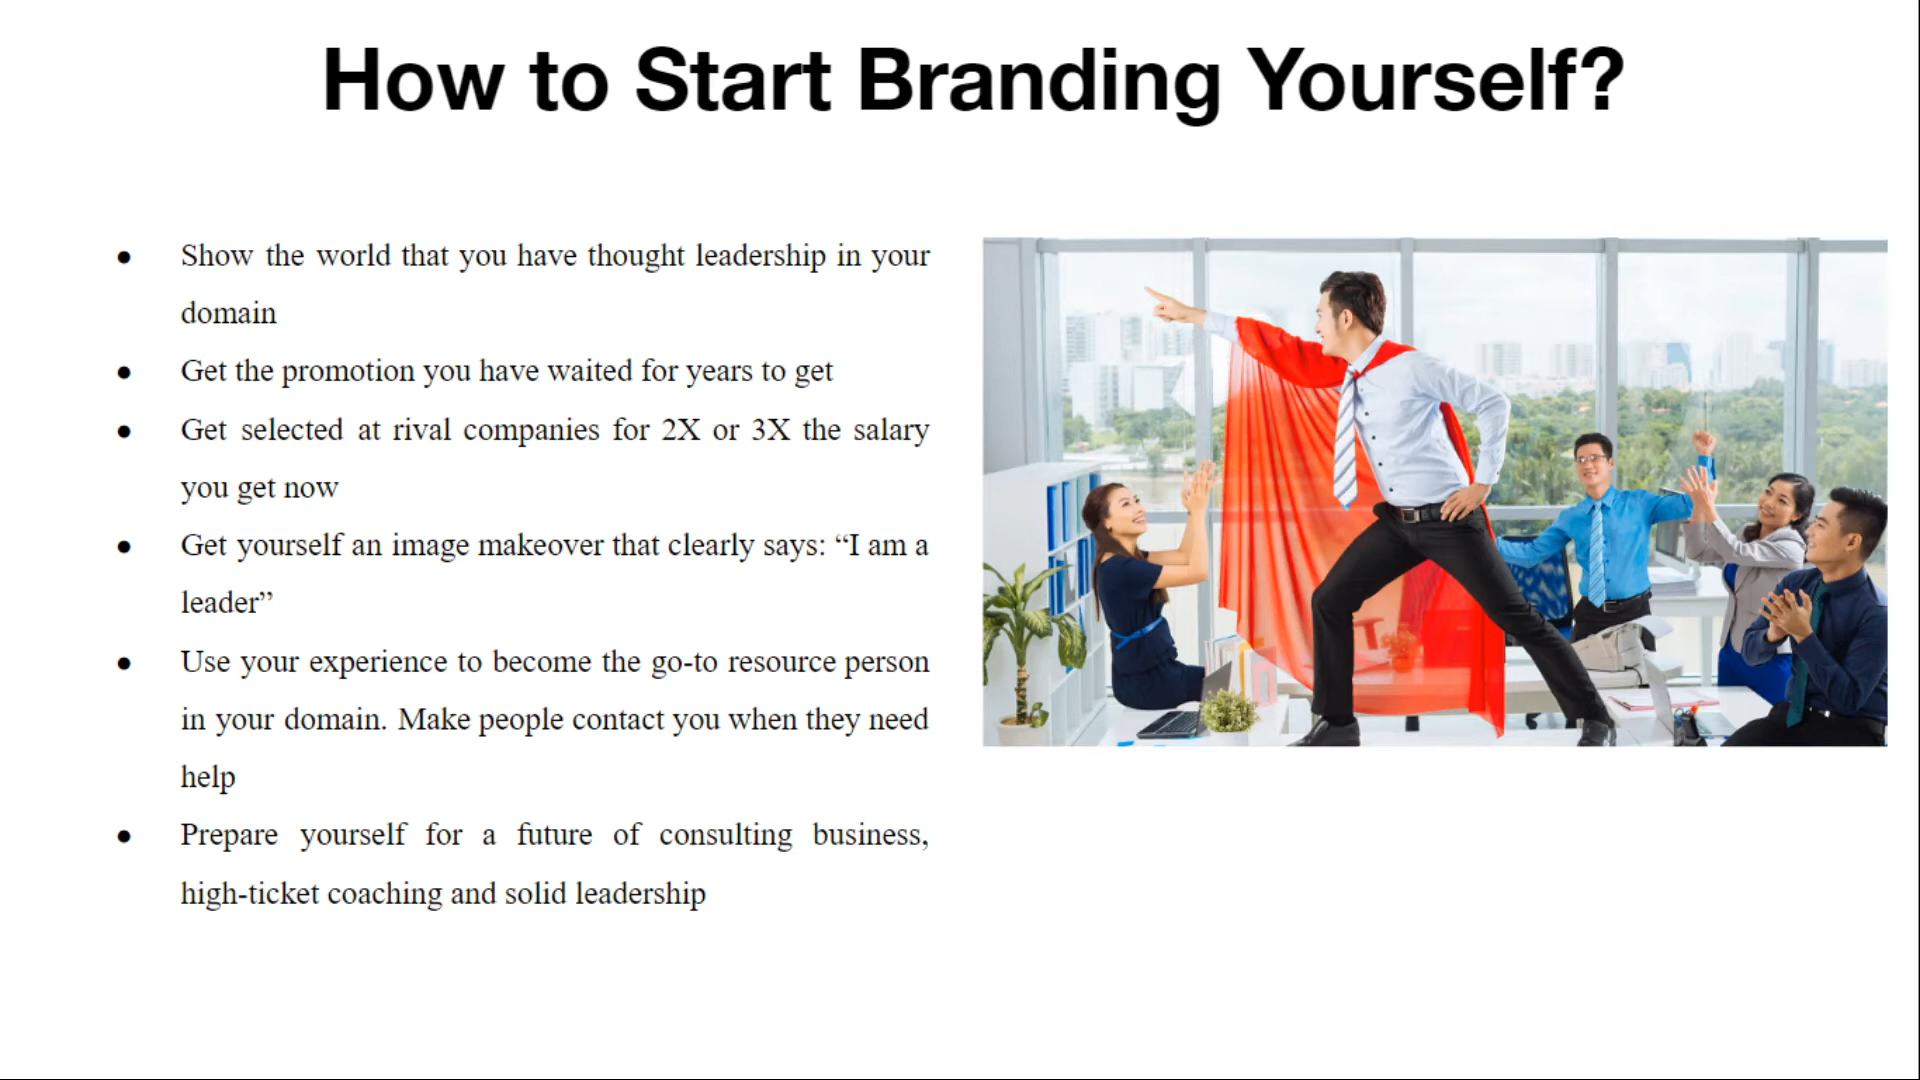 How to Start Branding Yourself?
● Show the world that you have thought leadership in your
domain
● Get the promotion you have waited for years to get
● Get selected at rival companies for 2X or 3X the salary
you get now
● Get yourself an image makeover that clearly says: “I am a
leader”
● Use your experience to become the go-to resource person
in your domain. Make people contact you when they need
help
● Prepare yourself for a future of consulting business,
high-ticket coaching and solid leadership